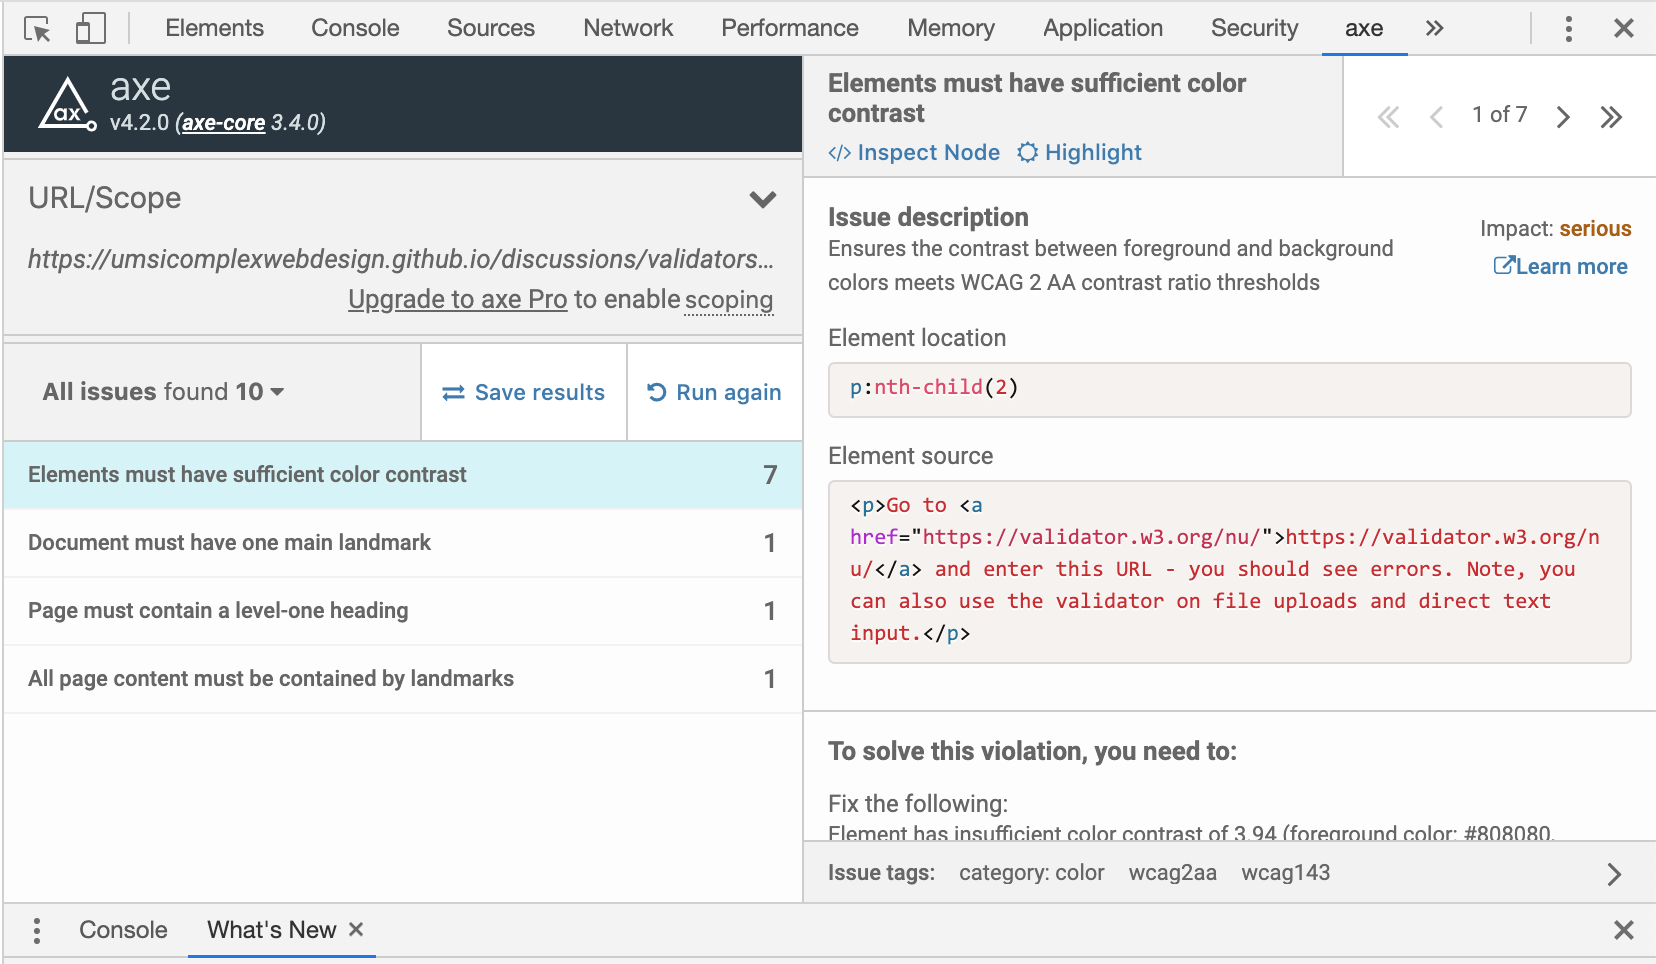 Elements Console Sources Network Performance Memory Application Security axe
ax
axe
v4.2.0 (axe-core 3.4.0)
URL/Scope
https://umsicomplexwebdesign.github.io/discussions/validators...
Upgrade to axe Pro to enable scoping
All issues found 10
Save results
Run again
Elements must have sufficient color contrast 7
Document must have one main landmark 1
Page must contain a level-one heading 1
All page content must be contained by landmarks 1
Elements must have sufficient color
contrast
</> Inspect Node Highlight
1 of 7
Issue description
Ensures the contrast between foreground and background
colors meets WCAG 2 AA contrast ratio thresholds
Impact: serious
Learn more
Element location
p:nth-child(2)
Element source
<p>Go to <a
href="https://validator.w3.org/nu/">https://validator.w3.org/n
u/</a> and enter this URL - you should see errors. Note, you
can also use the validator on file uploads and direct text
input.</p>
To solve this violation, you need to:
Fix the following:
Element has insufficient color contrast of 3.94 (foreground color: #808080,
Issue tags: category: color wcag2aa wcag143
Console What's New